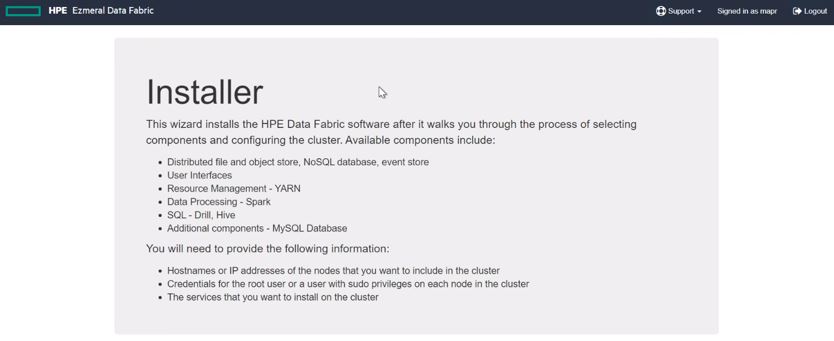 HPE Ezmeral Data Fabric Support Signed in as mapr Logout
Installer
This wizard installs the HPE Data Fabric software after it walks you through the process of selecting
components and configuring the cluster. Available components include:
• Distributed file and object store, NoSQL database, event store
• User Interfaces
• Resource Management - YARN
• Data Processing - Spark
• SQL - Drill, Hive
• Additional components - MySQL Database
You will need to provide the following information:
• Hostnames or IP addresses of the nodes that you want to include in the cluster
• Credentials for the root user or a user with sudo privileges on each node in the cluster
• The services that you want to install on the cluster